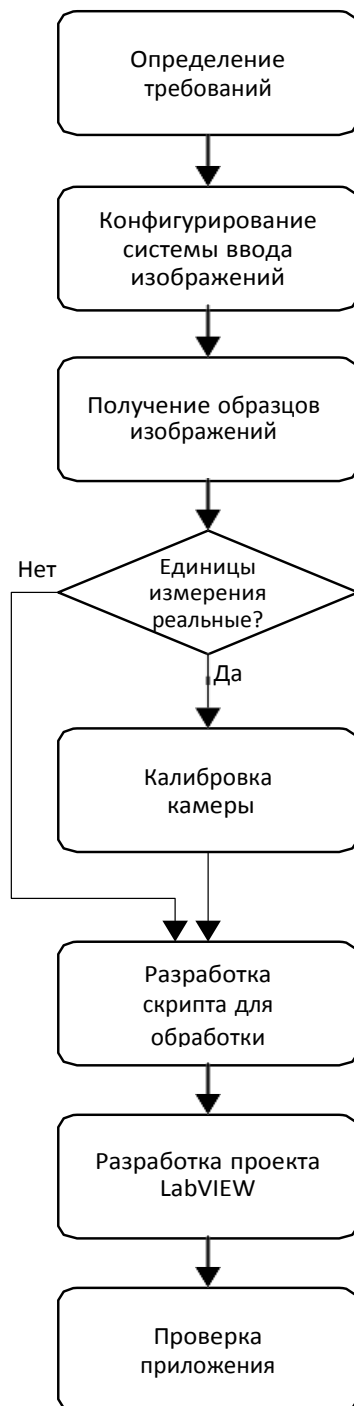 Определение
требований
Конфигурирование
системы ввода
изображений
Получение образцов
изображений
Нет
Единицы
измерения
реальные?
Да
Калибровка
камеры
Разработка
скрипта для
обработки
Разработка проекта
LabVIEW
Проверка
приложения